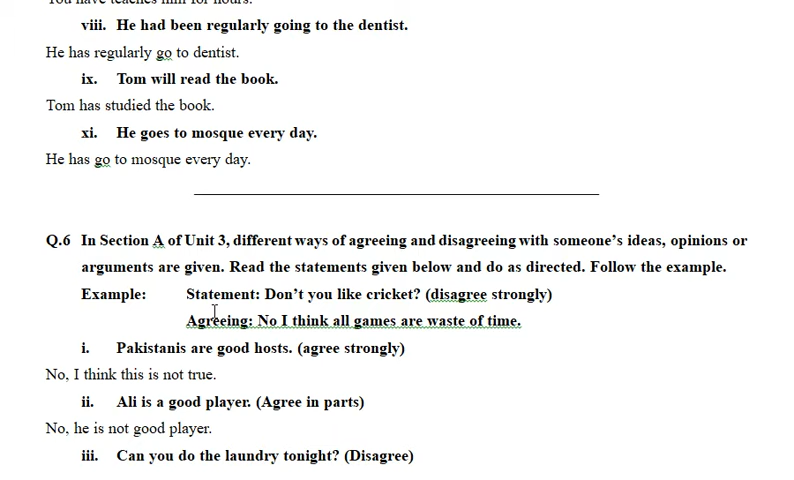 You have teaches him for hours.
viii. He had been regularly going to the dentist.
He has regularly go to dentist.
ix. Tom will read the book.
Tom has studied the book.
xi. He goes to mosque every day.
He has go to mosque every day.
Q.6 In Section A of Unit 3, different ways of agreeing and disagreeing with someone's ideas, opinions or
arguments are given. Read the statements given below and do as directed. Follow the example.
Example: Statement: Don't you like cricket? (disagree strongly)
Agreeing: No I think all games are waste of time.
i. Pakistanis are good hosts. (agree strongly)
No, I think this is not true.
ii. Ali is a good player. (Agree in parts)
No, he is not good player.
iii. Can you do the laundry tonight? (Disagree)